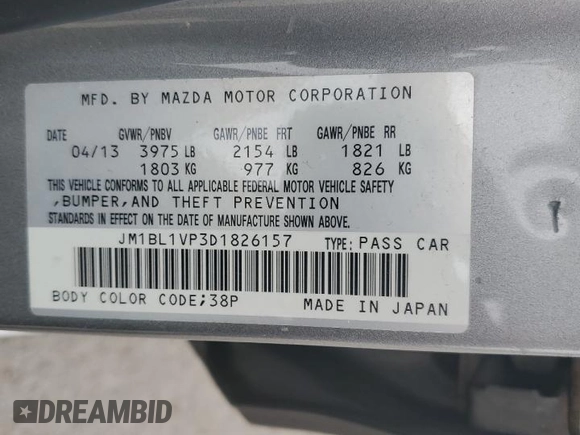 MFD. BY MAZDA MOTOR CORPORATION
DATE GVWR/PNBV GAWR/PNBE FRT GAWR/PNBE RR
04/13 3975 LB 2154 LB 1821 LB
1803 KG 977 KG 826 KG
THIS VEHICLE CONFORMS TO ALL APPLICABLE FEDERAL MOTOR VEHICLE SAFETY
,BUMPER,AND THEFT PREVENTION
STANDARDS IN EFFECT ON THE DATE OF MANUFACTURE SHOWN ABOVE.
JM1BL1VP3D1826157 TYPE: PASS CAR
BODY COLOR CODE;38P MADE IN JAPAN
DREAMBID